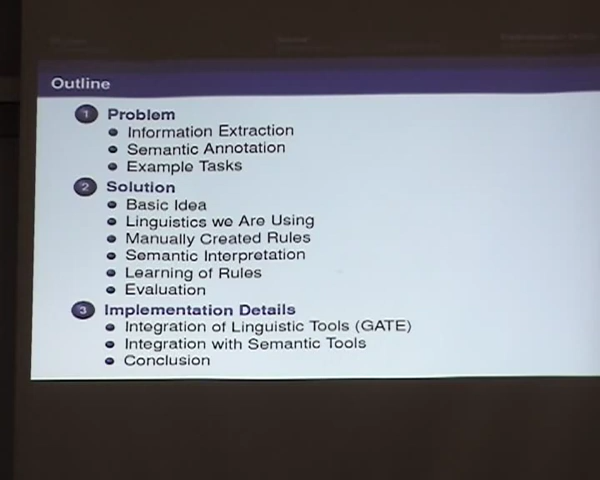 Outline
1 Problem
Information Extraction
Semantic Annotation
Example Tasks
2 Solution
Basic Idea
Linguistics we Are Using
Manually Created Rules
Semantic Interpretation
Learning of Rules
Evaluation
3 Implementation Details
Integration of Linguistic Tools (GATE)
Integration with Semantic Tools
Conclusion